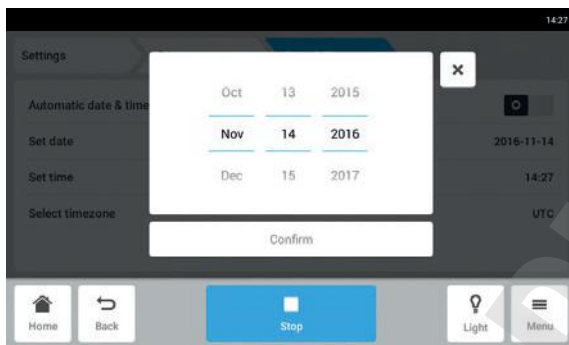 14:27
Settings
Oct 13 2015
Automatic date & time
Nov 14 2016
Set date 2016-11-14
Dec 15 2017
Set time 14:27
Select timezone UTC
Confirm
Home Back Stop Light Menu